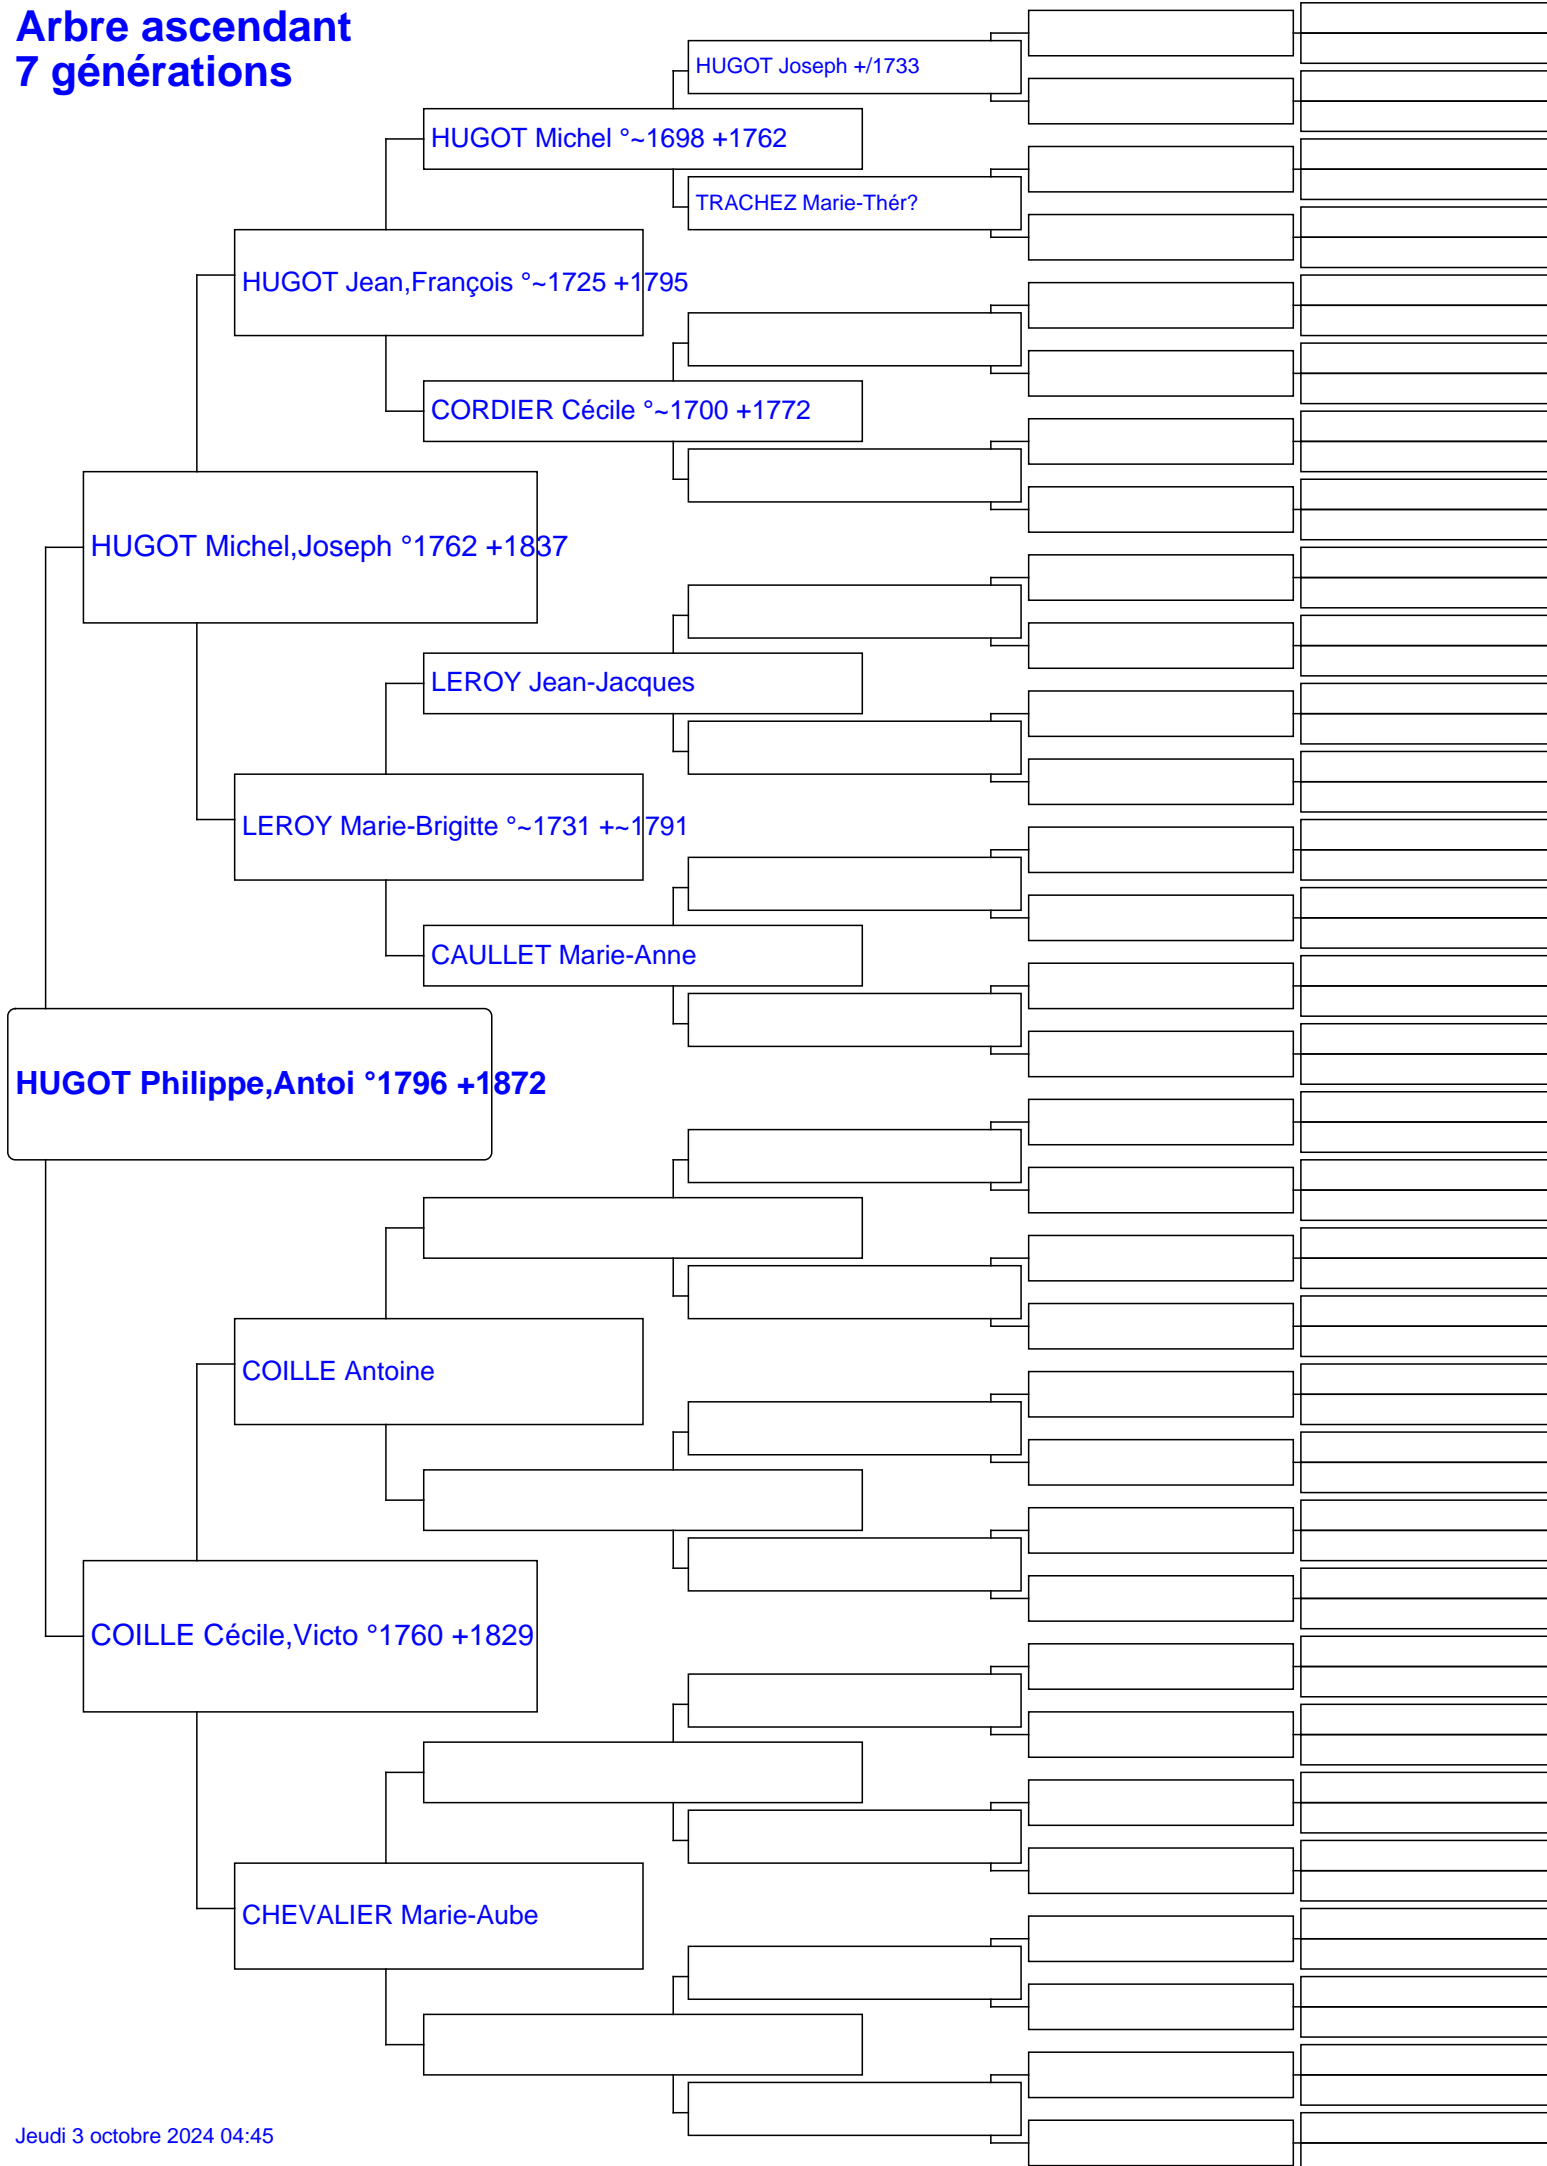 Arbre ascendant
7 générations
HUGOT Joseph +/1733
HUGOT Michel °~1698 +1762
TRACHEZ Marie-Thér?
HUGOT Jean,François °~1725 +1795
CORDIER Cécile °~1700 +1772
HUGOT Michel,Joseph °1762 +1837
LEROY Jean-Jacques
LEROY Marie-Brigitte °~1731 +~1791
CAULLET Marie-Anne
HUGOT Philippe,Antoi °1796 +1872
COILLE Antoine
COILLE Cécile,Victo °1760 +1829
CHEVALIER Marie-Aube
Jeudi 3 octobre 2024 04:45